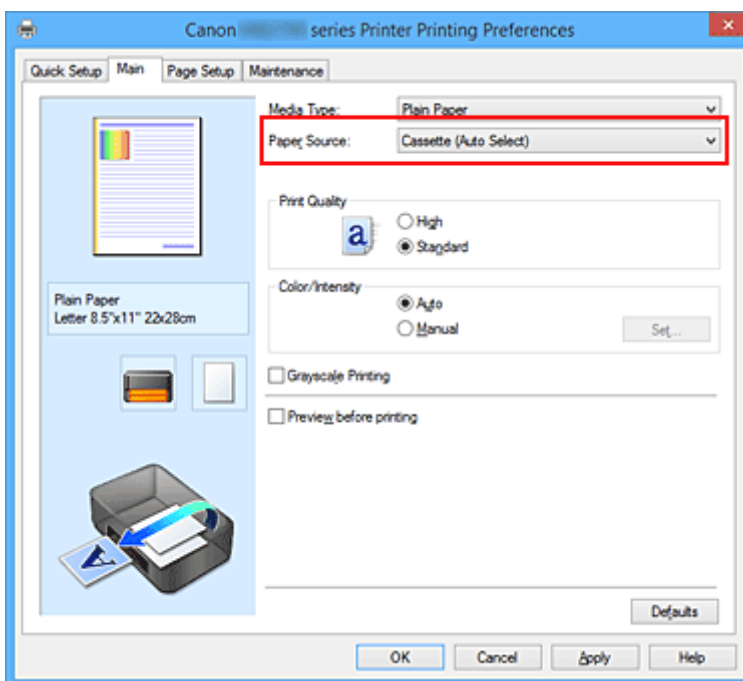 Canon series Printer Printing Preferences
Quick Setup Main Page Setup Maintenance
Media Type: Plain Paper
Paper Source: Cassette (Auto Select)
Print Quality
a
High
Standard
Plain Paper
Letter 8.5"x11" 22x28cm
Color/Intensity
Auto
Manual
Set...
Grayscale Printing
Preview before printing
A
Defaults
OK Cancel Apply Help